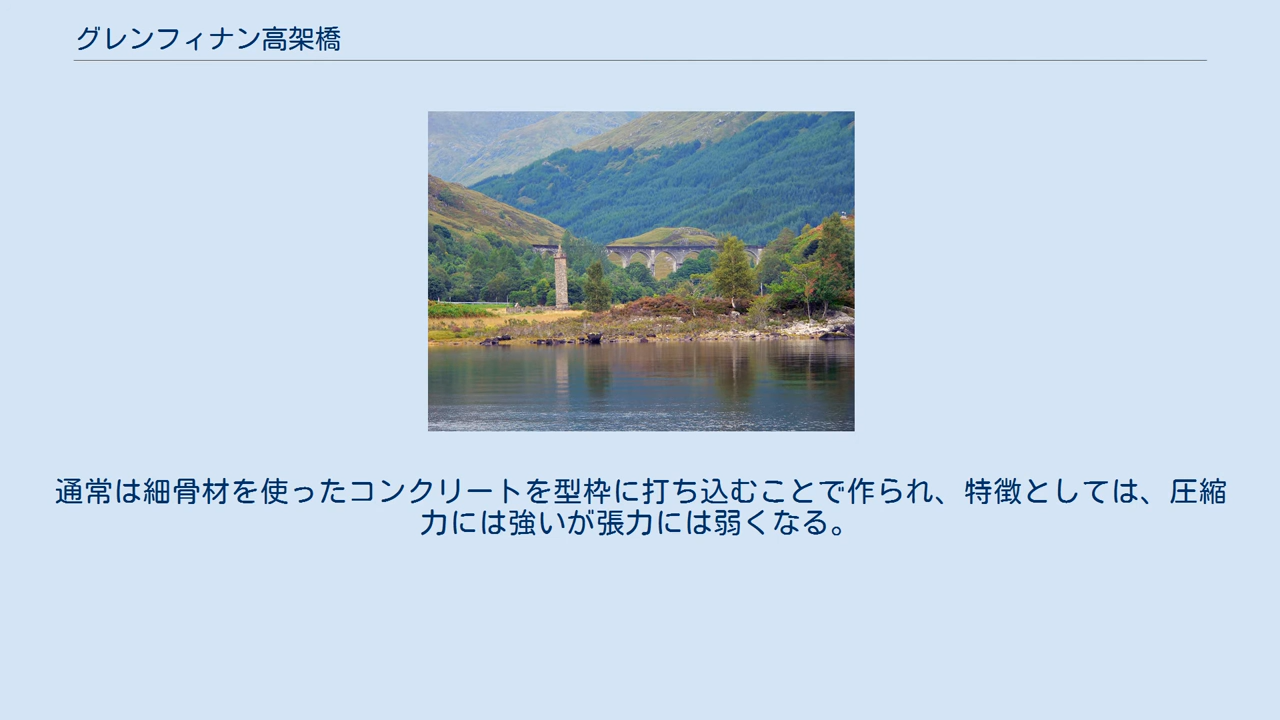 グレンフィナン高架橋
通常は細骨材を使ったコンクリートを型枠に打ち込むことで作られ、特徴としては、圧縮
力には強いが張力には弱くなる。